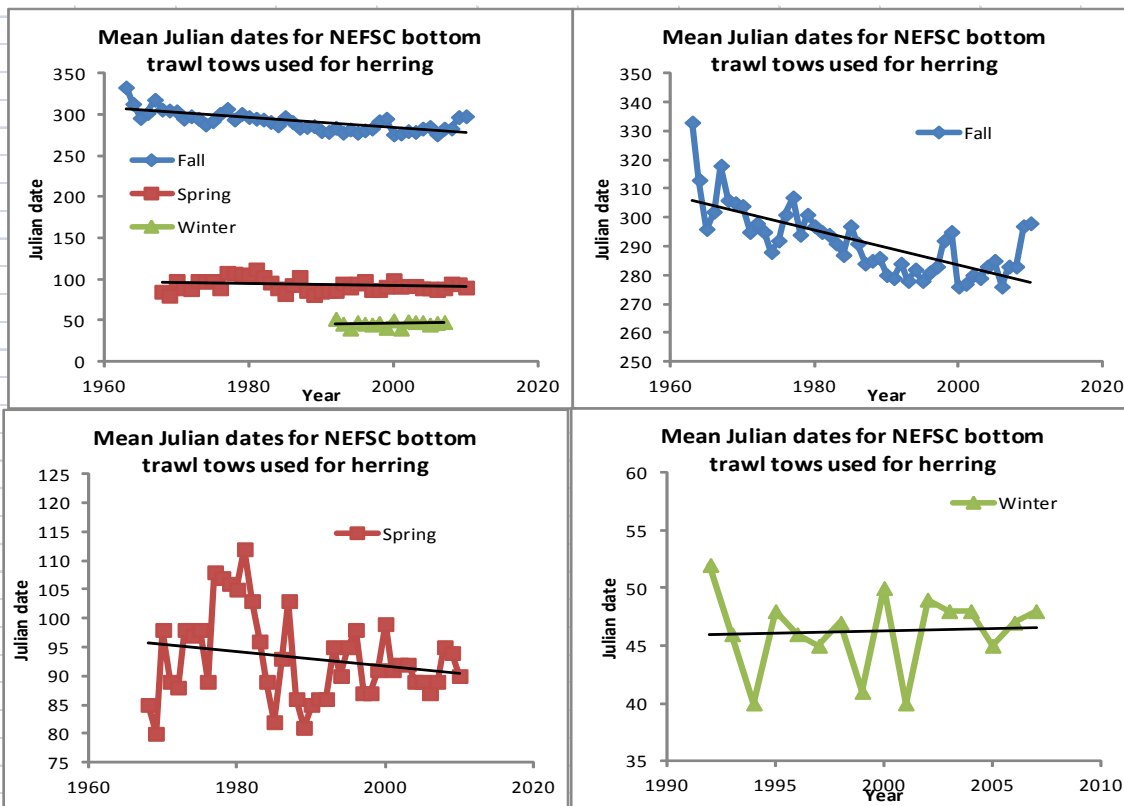 Mean Julian dates for NEFSC bottom
trawl tows used for herring
350
300
250
200
150
100
50
0
Julian date
Fall
Spring
Winter
1960
1980
2000
2020
Year
Mean Julian dates for NEFSC bottom
trawl tows used for herring
350
340
330
320
310
300
290
280
270
260
250
Julian date
Fall
1960
1980
2000
2020
Year
Mean Julian dates for NEFSC bottom
trawl tows used for herring
125
120
115
110
105
100
95
90
85
80
75
Julian date
Spring
1960
1980
2000
2020
Mean Julian dates for NEFSC bottom
trawl tows used for herring
60
55
50
45
40
35
Julian date
Winter
1990
1995
2000
2005
2010
Year